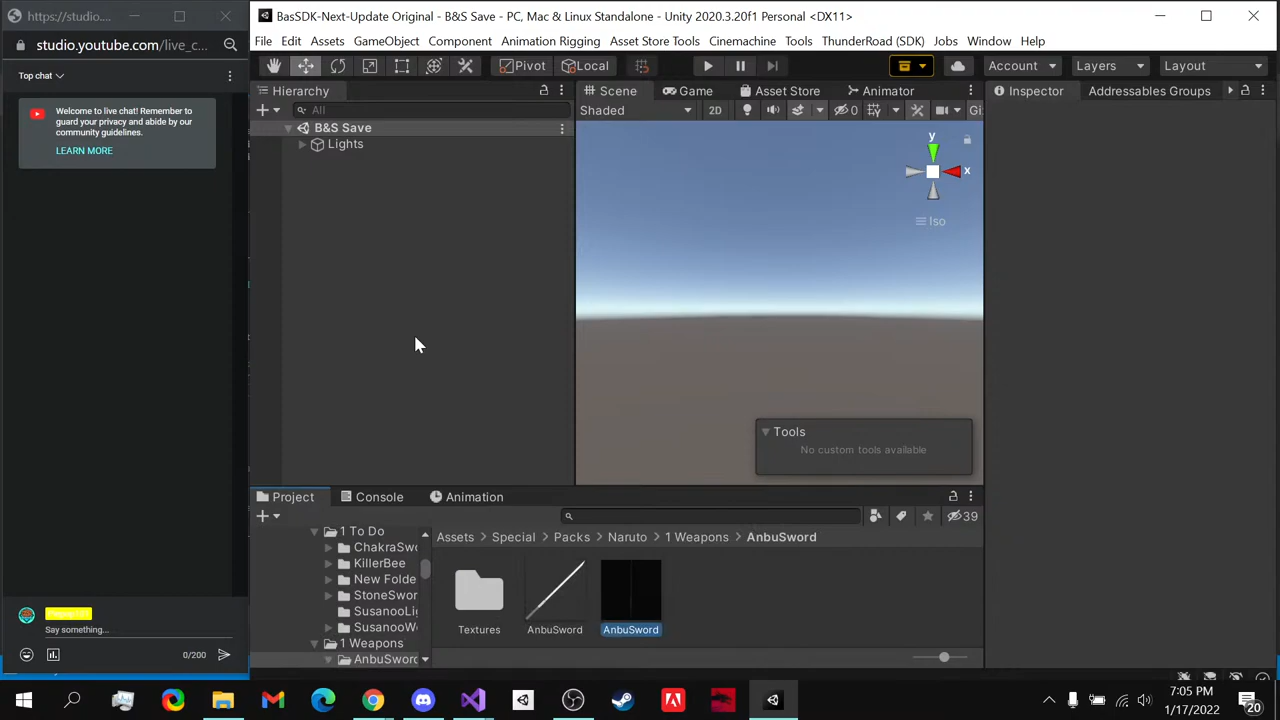 https://studio....
studio.youtube.com/live_c...
Top chat
Welcome to live chat! Remember to
guard your privacy and abide by our
community guidelines.
LEARN MORE
Say something...
0/200
BasSDK-Next-Update Original - B&S Save - PC, Mac & Linux Standalone - Unity 2020.3.20f1 Personal <DX11>
File Edit Assets GameObject Component Animation Rigging Asset Store Tools Cinemachine Tools ThunderRoad (SDK) Jobs Window Help
Pivot Local Account Layers Layout
Hierarchy
All
B&S Save
Lights
Scene Game Asset Store Animator
Shaded 2D 0 Gi
y
x
Iso
Tools
No custom tools available
Inspector Addressables Groups
Project Console Animation
39
1 To Do
ChakraSwo
KillerBee
New Folde
StoneSwor
SusanooLi
SusanooWe
1 Weapons
AnbuSword
Assets > Special > Packs > Naruto > 1 Weapons > AnbuSword
Textures AnbuSword AnbuSword
7:05 PM
1/17/2022
20